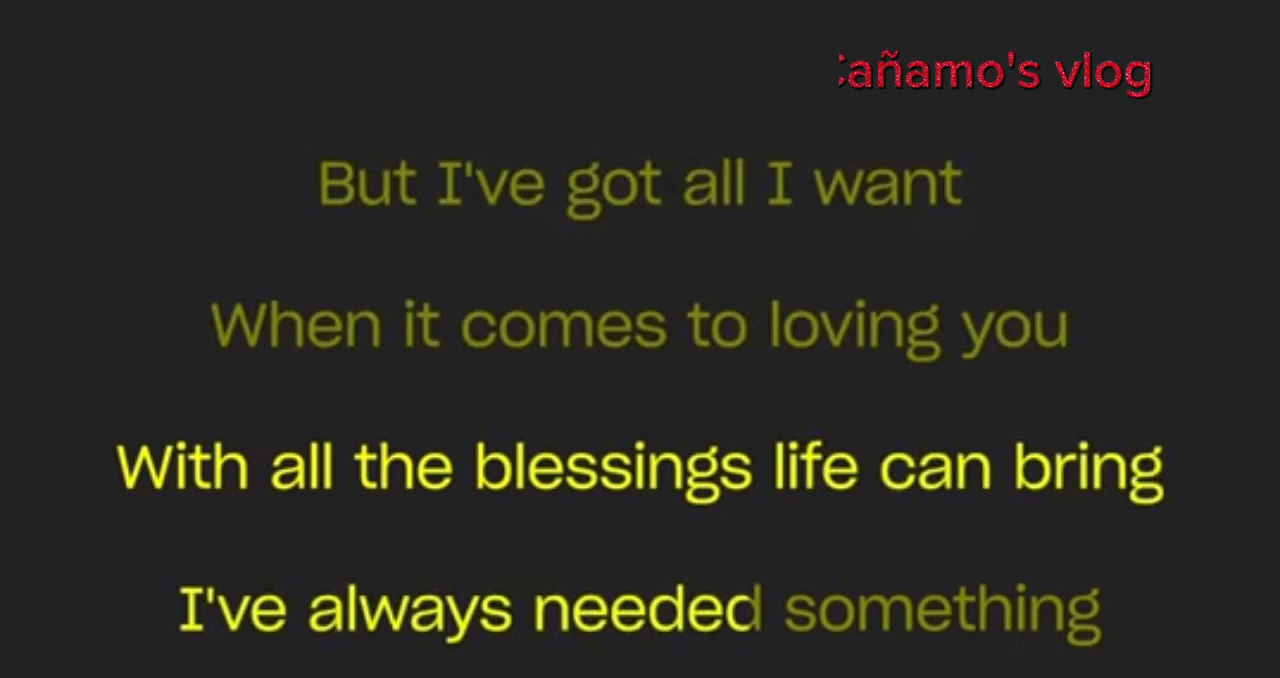 Cañamo's vlog
But I've got all I want
When it comes to loving you
With all the blessings life can bring
I've always needed something